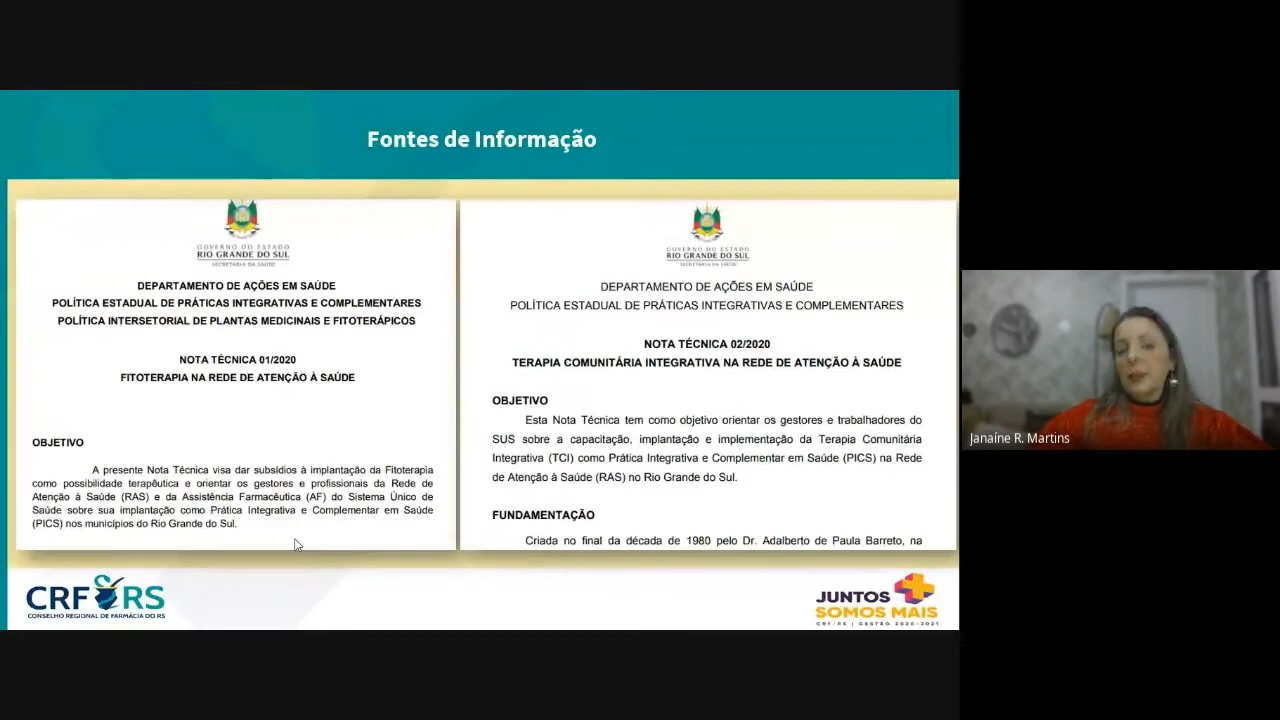 Fontes de Informação
GOVERNO DO ESTADO
RIO GRANDE DO SUL
SECRETARIA DA SAÚDE
DEPARTAMENTO DE AÇÕES EM SAÚDE
POLÍTICA ESTADUAL DE PRÁTICAS INTEGRATIVAS E COMPLEMENTARES
POLÍTICA INTERSETORIAL DE PLANTAS MEDICINAIS E FITOTERÁPICOS
NOTA TÉCNICA 01/2020
FITOTERAPIA NA REDE DE ATENÇÃO À SAÚDE
OBJETIVO
A presente Nota Técnica visa dar subsídios à implantação da Fitoterapia
como possibilidade terapêutica e orientar os gestores e profissionais da Rede de
Atenção à Saúde (RAS) e da Assistência Farmacêutica (AF) do Sistema Único de
Saúde sobre sua implantação como Prática Integrativa e Complementar em Saúde
(PICS) nos municípios do Rio Grande do Sul.
GOVERNO DO ESTADO
RIO GRANDE DO SUL
SECRETARIA DA SAÚDE
DEPARTAMENTO DE AÇÕES EM SAÚDE
POLÍTICA ESTADUAL DE PRÁTICAS INTEGRATIVAS E COMPLEMENTARES
NOTA TÉCNICA 02/2020
TERAPIA COMUNITÁRIA INTEGRATIVA NA REDE DE ATENÇÃO À SAÚDE
OBJETIVO
Esta Nota Técnica tem como objetivo orientar os gestores e trabalhadores do
SUS sobre a capacitação, implantação e implementação da Terapia Comunitária
Integrativa (TCI) como Prática Integrativa e Complementar em Saúde (PICS) na Rede
de Atenção à Saúde (RAS) no Rio Grande do Sul.
FUNDAMENTAÇÃO
Criada no final da década de 1980 pelo Dr. Adalberto de Paula Barreto, na
Janaíne R. Martins
CRF RS
CONSELHO REGIONAL DE FARMÁCIA DO RS
JUNTOS
SOMOS MAIS
CRF/RS | GESTÃO 2020-2021